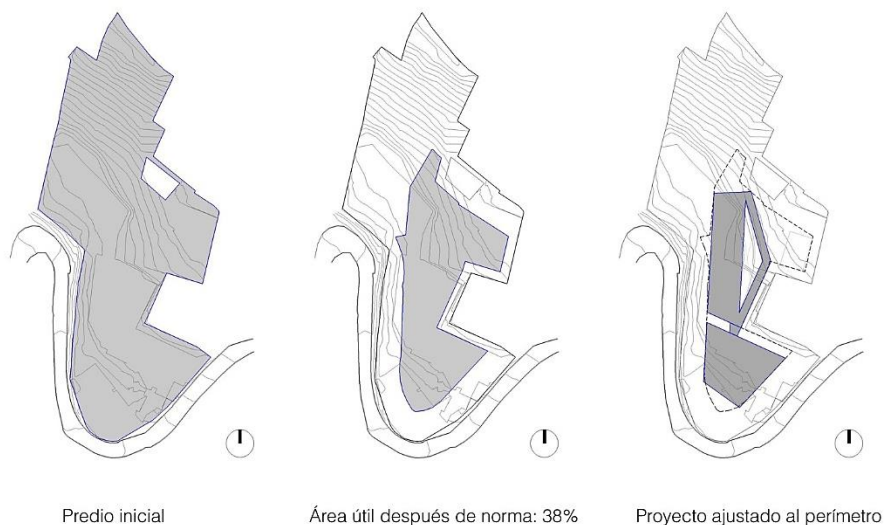 Predio inicial
Área útil después de norma: 38%
Proyecto ajustado al perímetro